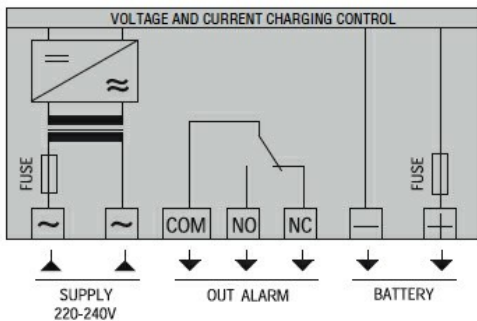 VOLTAGE AND CURRENT CHARGING CONTROL
FUSE
FUSE
~ ~ COM NO NC — +
SUPPLY
220-240V
OUT ALARM
BATTERY